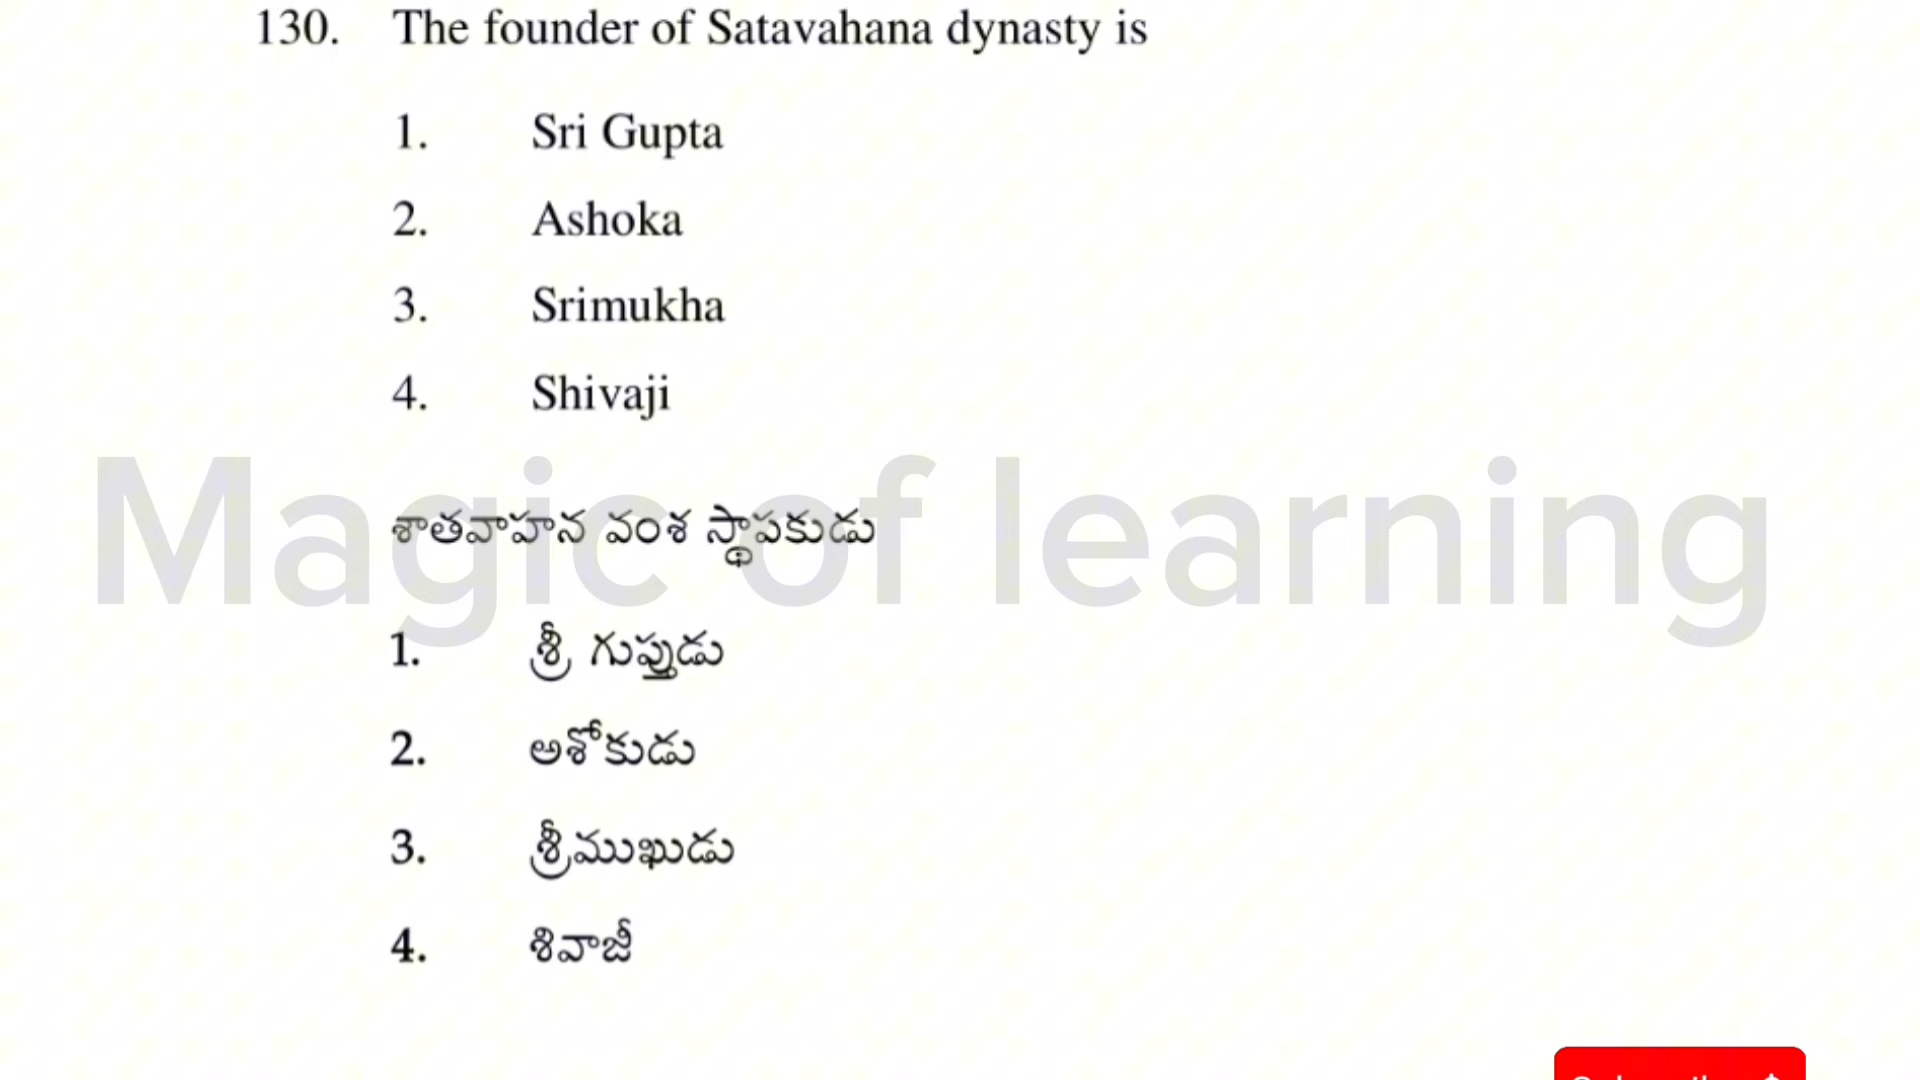 130. The founder of Satavahana dynasty is
1. Sri Gupta
2. Ashoka
3. Srimukha
4. Shivaji
Magic of learning
శాతవాహన వంశ స్థాపకుడు
1. శ్రీ గుప్తుడు
2. అశోకుడు
3. శ్రీముఖుడు
4. శివాజీ